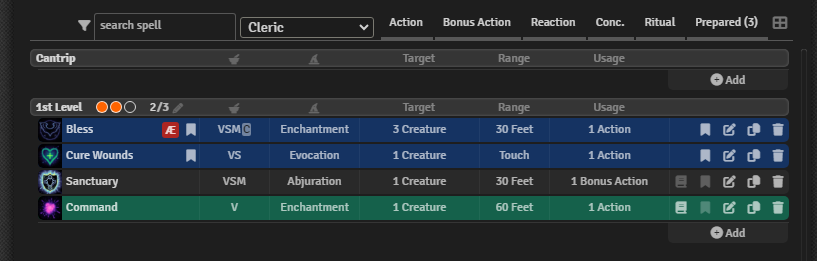 search spell Cleric Action Bonus Action Reaction Conc. Ritual Prepared (3)
Cantrip Target Range Usage
Add
1st Level 2/3 Target Range Usage
Bless Æ VSM C Enchantment 3 Creature 30 Feet 1 Action
Cure Wounds VS Evocation 1 Creature Touch 1 Action
Sanctuary VSM Abjuration 1 Creature 30 Feet 1 Bonus Action
Command V Enchantment 1 Creature 60 Feet 1 Action
Add